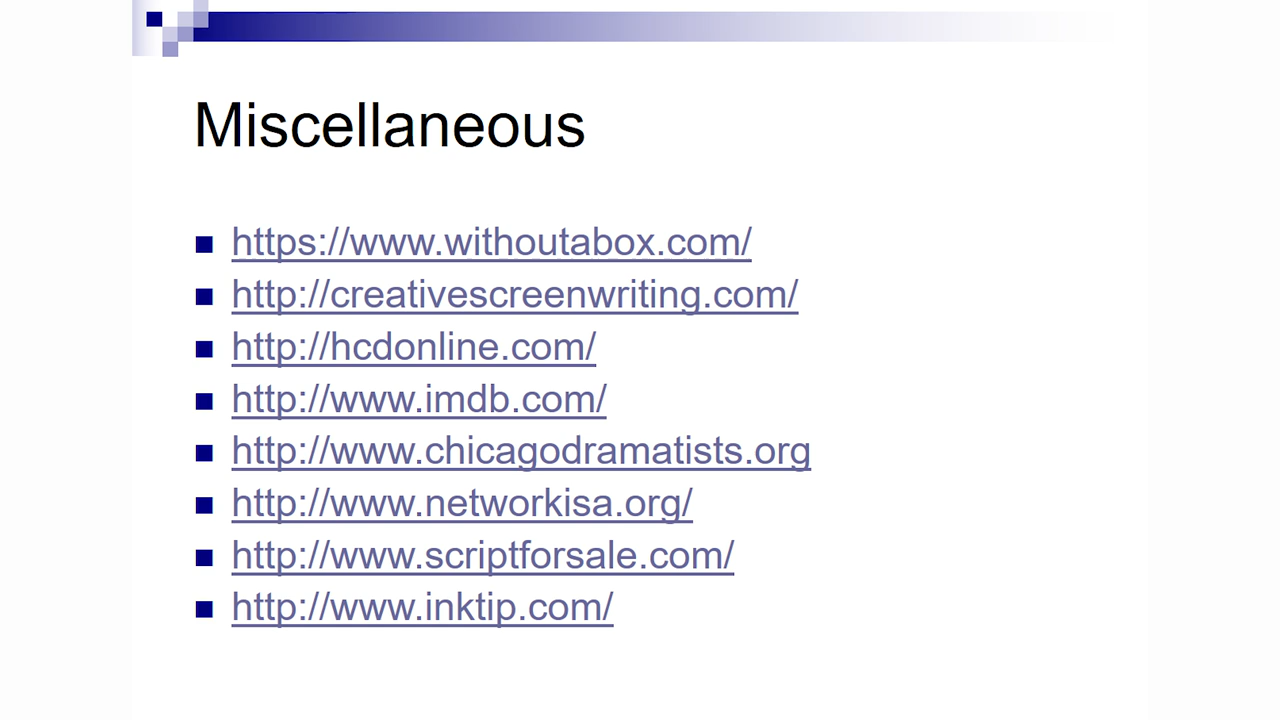 Miscellaneous
https://www.withoutabox.com/
http://creativescreenwriting.com/
http://hcdonline.com/
http://www.imdb.com/
http://www.chicagodramatists.org
http://www.networkisa.org/
http://www.scriptforsale.com/
http://www.inktip.com/